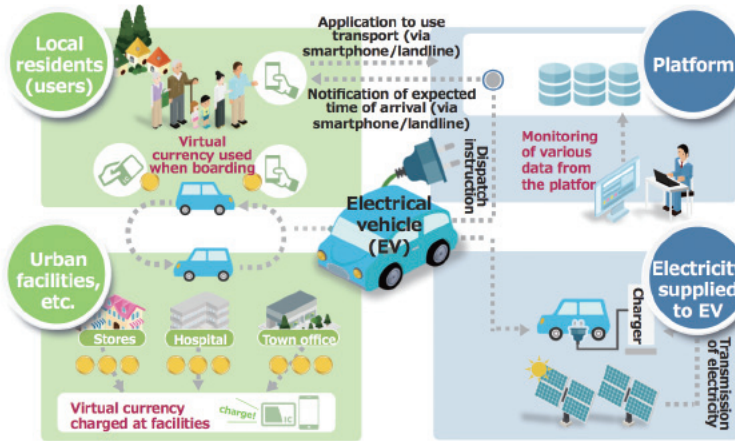 Local
residents
(users)
Application to use
transport (via
smartphone/landline)
Notification of expected
time of arrival (via
smartphone/landline)
Platform
Monitoring
of various
data from
the platfor
Virtual
currency used
when boarding
Dispatch
instruction
Electrical
vehicle
(EV)
Urban
facilities,
etc.
Stores
Hospital
Town office
Virtual currency
charged at facilities
charge!
IC
Electricity
supplied
to EV
Charger
Transmission
of electricity